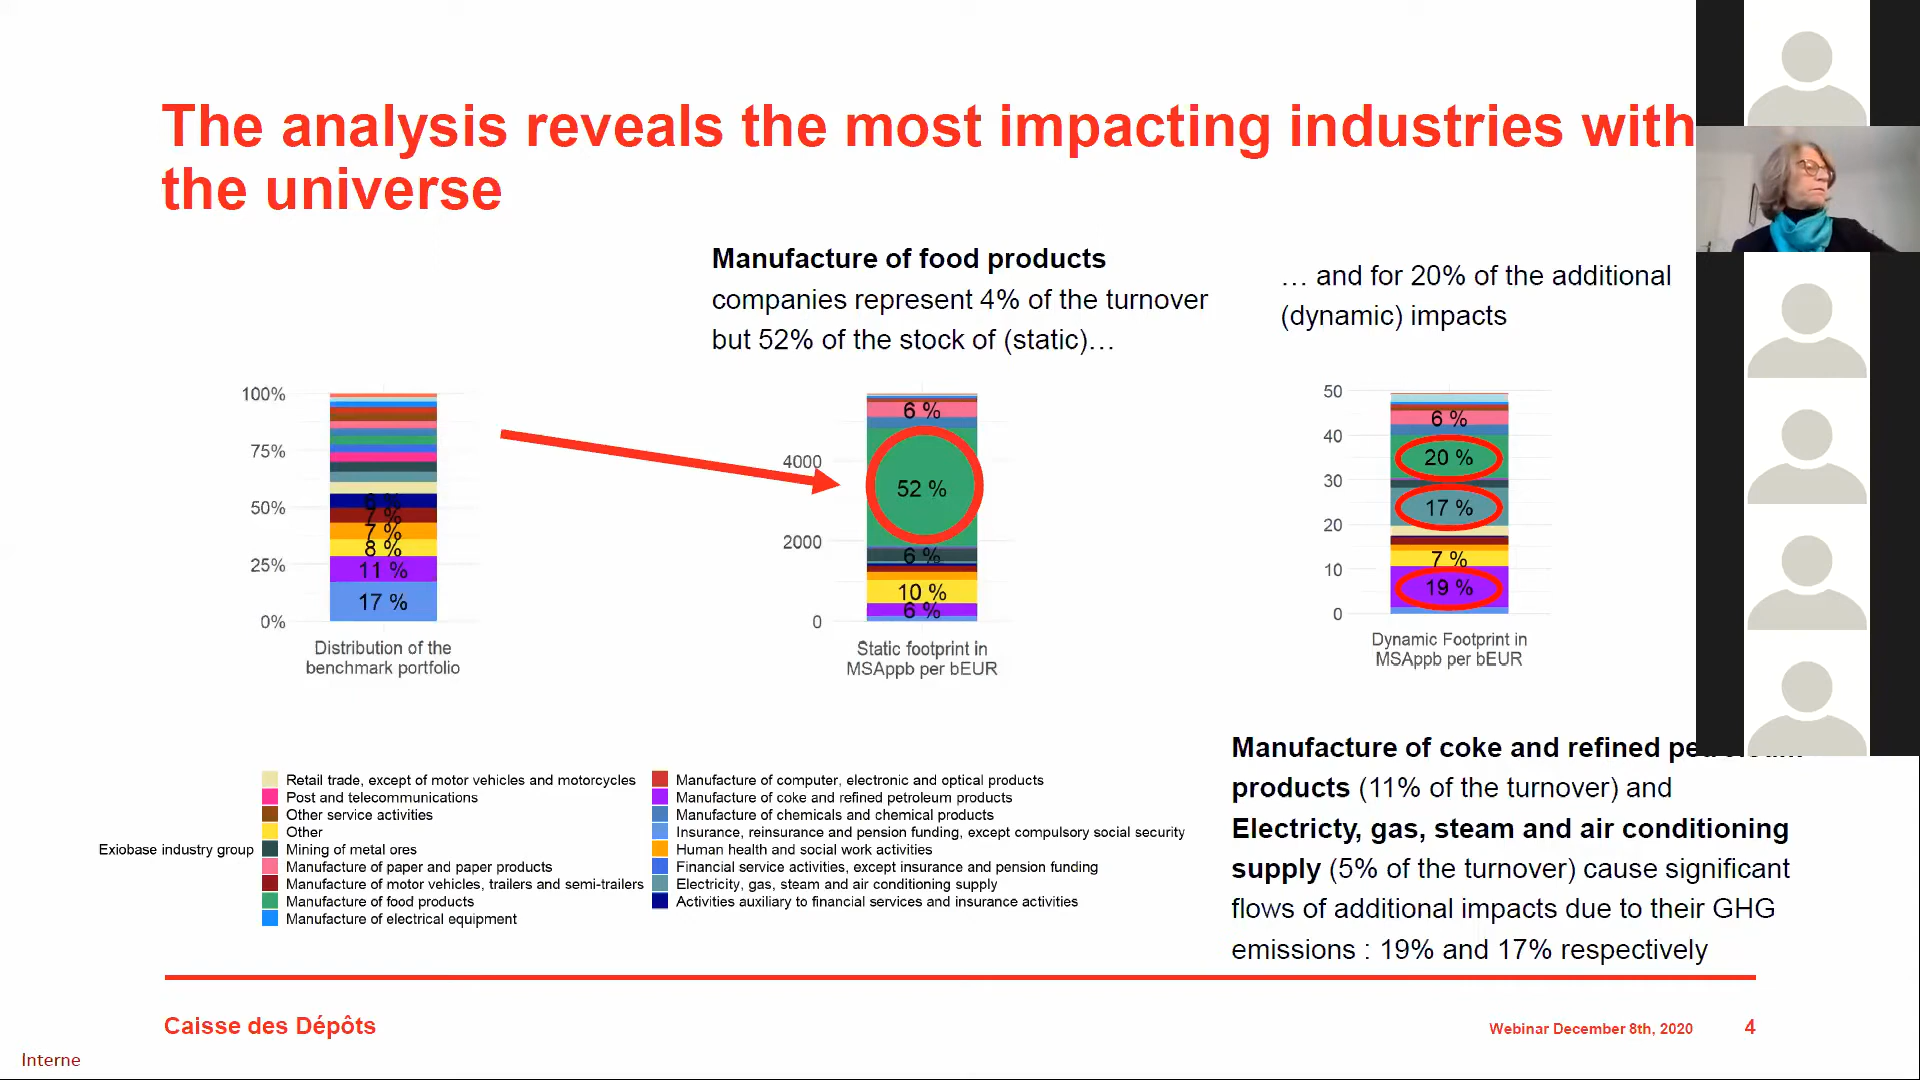 The analysis reveals the most impacting industries with
the universe
Manufacture of food products
companies represent 4% of the turnover
but 52% of the stock of (static)…
… and for 20% of the additional
(dynamic) impacts
100%
75%
50%
25%
0%
6 %
7 %
7 %
8 %
11 %
17 %
Distribution of the
benchmark portfolio
4000
2000
0
6 %
52 %
6 %
10 %
6 %
Static footprint in
MSAppb per bEUR
50
40
30
20
10
0
6 %
20 %
17 %
7 %
19 %
Dynamic Footprint in
MSAppb per bEUR
Exiobase industry group
Retail trade, except of motor vehicles and motorcycles
Post and telecommunications
Other service activities
Other
Mining of metal ores
Manufacture of paper and paper products
Manufacture of motor vehicles, trailers and semi-trailers
Manufacture of food products
Manufacture of electrical equipment
Manufacture of computer, electronic and optical products
Manufacture of coke and refined petroleum products
Manufacture of chemicals and chemical products
Insurance, reinsurance and pension funding, except compulsory social security
Human health and social work activities
Financial service activities, except insurance and pension funding
Electricity, gas, steam and air conditioning supply
Activities auxiliary to financial services and insurance activities
Manufacture of coke and refined
products (11% of the turnover) and
Electricty, gas, steam and air conditioning
supply (5% of the turnover) cause significant
flows of additional impacts due to their GHG
emissions : 19% and 17% respectively
Caisse des Dépôts
Webinar December 8th, 2020
4
Interne